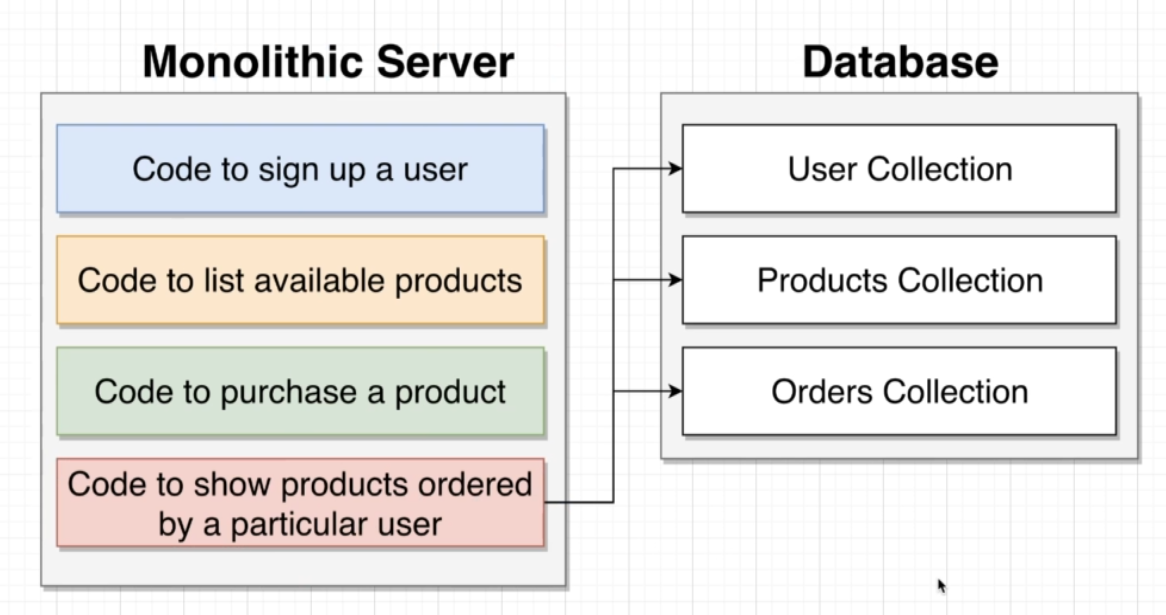 Monolithic Server
Database
Code to sign up a user
User Collection
Code to list available products
Products Collection
Code to purchase a product
Orders Collection
Code to show products ordered
by a particular user